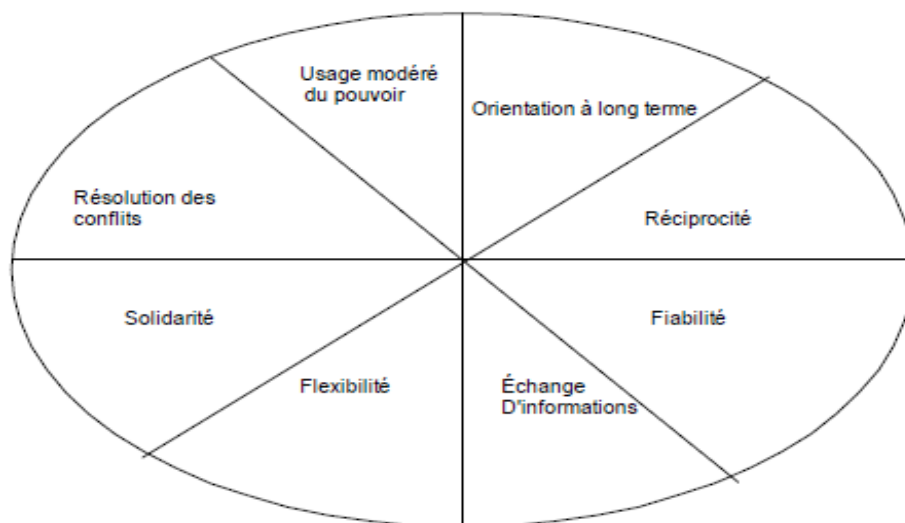 Usage modéré
du pouvoir
Orientation à long terme
Résolution des
conflits
Réciprocité
Solidarité
Fiabilité
Flexibilité
Échange
D'informations